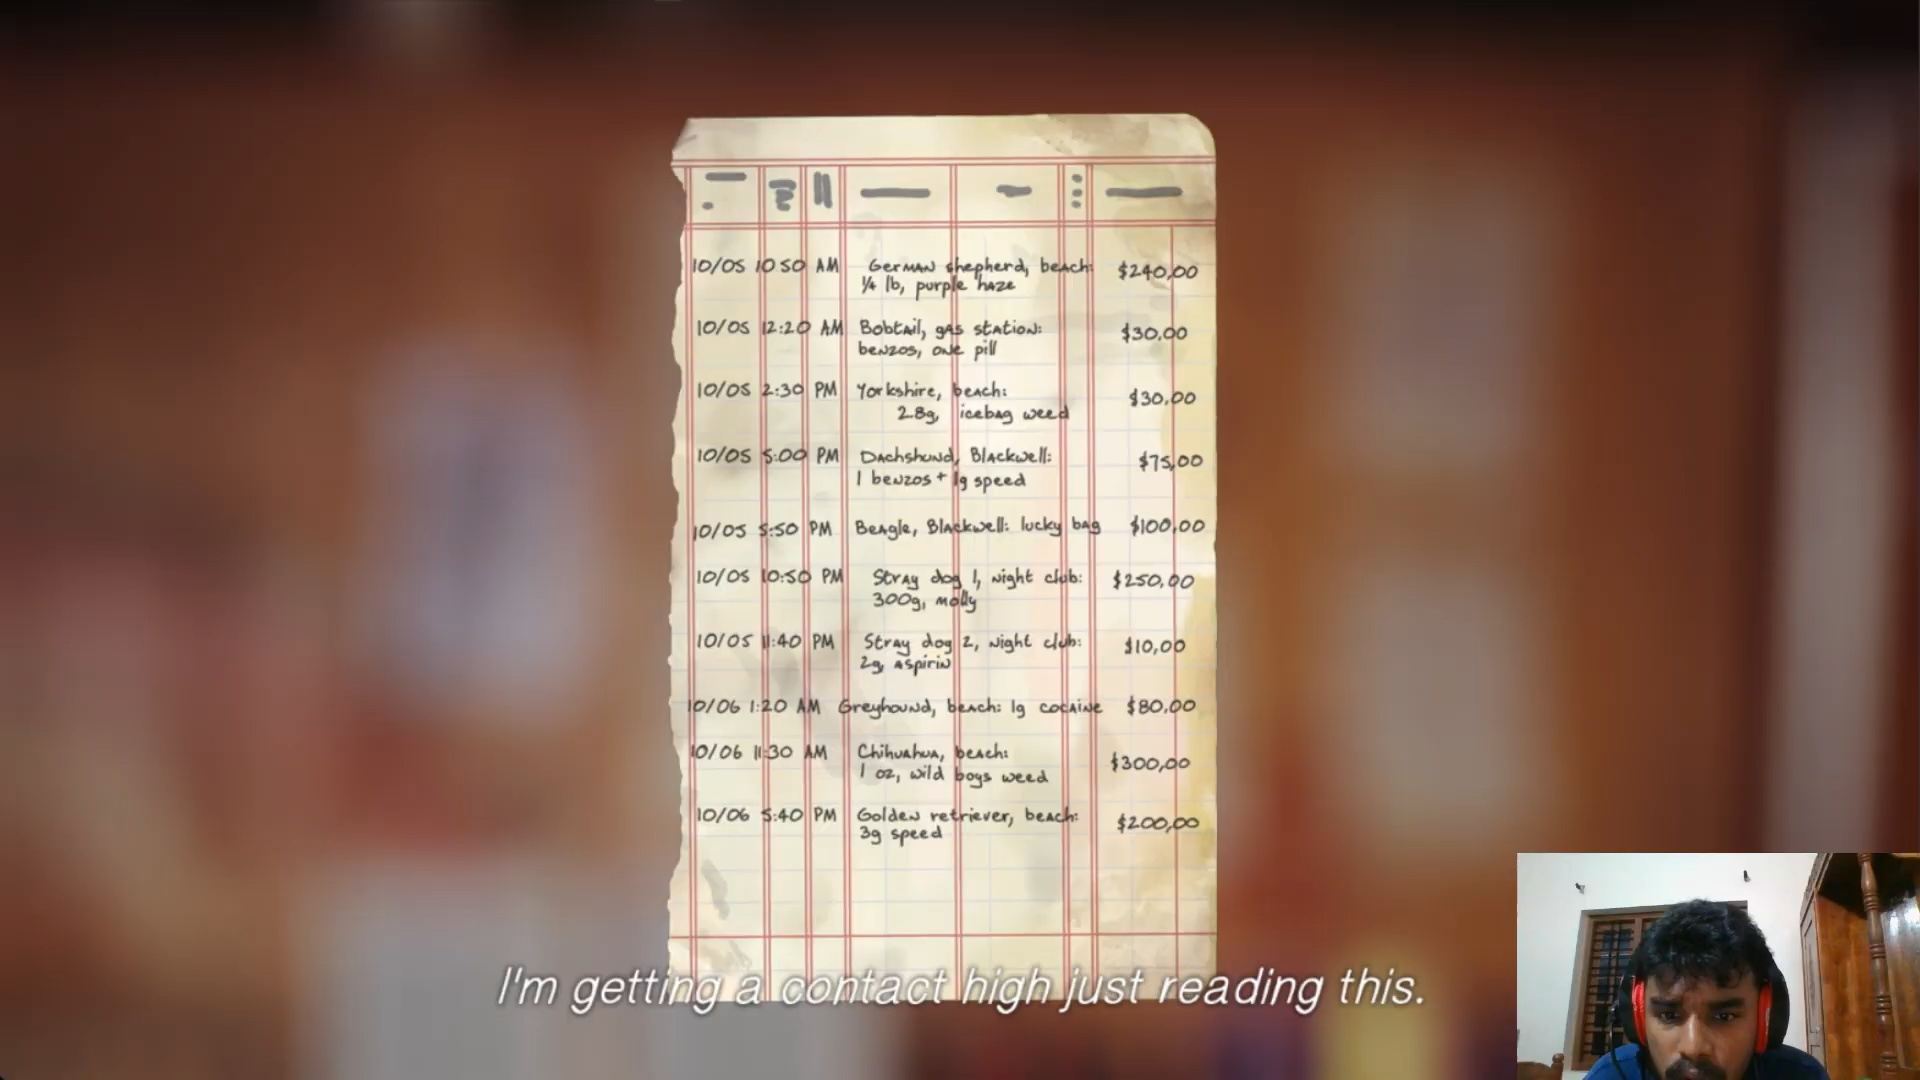 10/05 10 50 AM German shepherd, beach: $240,00
1/4 lb, purple haze
10/05 12:20 AM Bobtail, gas station: $30,00
benzos, one pill
10/05 2:30 PM Yorkshire, beach: $30,00
2.8g, icebag weed
10/05 5:00 PM Dachshund, Blackwell: $75,00
1 benzos + 1g speed
10/05 5:50 PM Beagle, Blackwell: lucky bag $100,00
10/05 10:50 PM Stray dog 1, night club: $250,00
300g, molly
10/05 11:40 PM Stray dog 2, night club: $10,00
2g, aspirin
10/06 1:20 AM Greyhound, beach: 1g cocaine $80,00
10/06 11:30 AM Chihuahua, beach: $300,00
1 oz, wild boys weed
10/06 5:40 PM Golden retriever, beach: $200,00
3g speed
I'm getting a contact high just reading this.